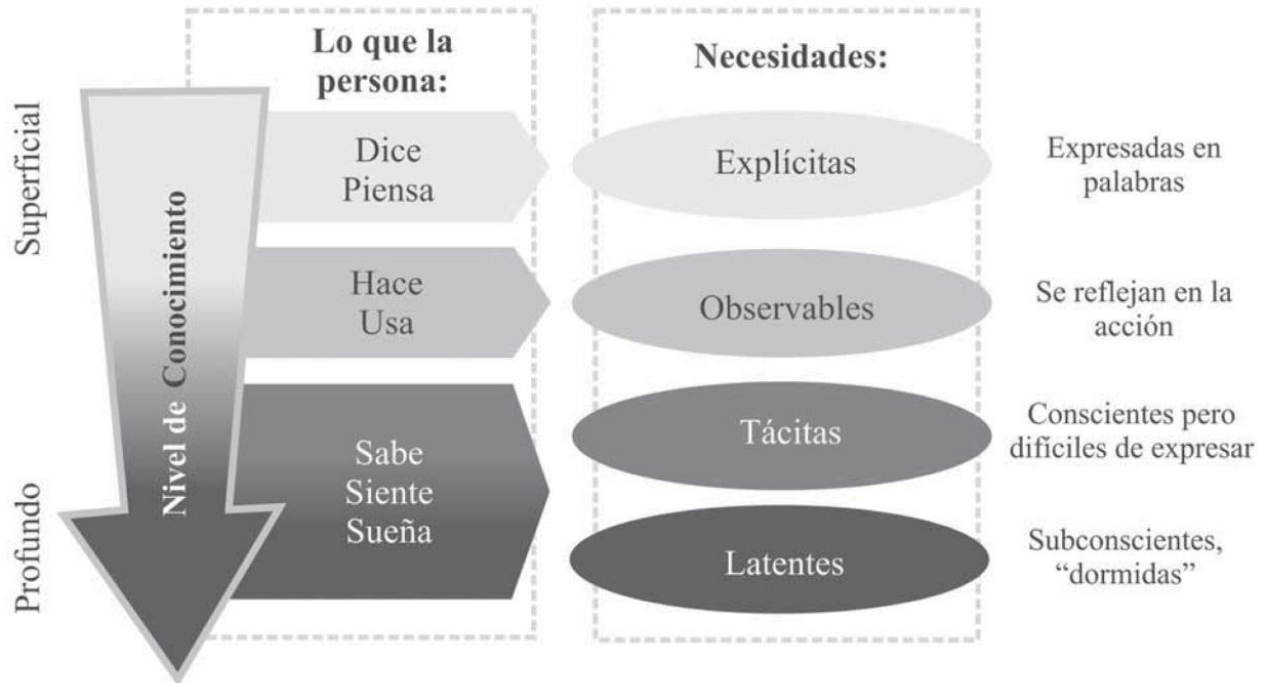 Lo que la
persona:
Necesidades:
Superficial
Profundo
Nivel de Conocimiento
Dice
Piensa
Explícitas
Expresadas en
palabras
Hace
Usa
Observables
Se reflejan en la
acción
Sabe
Siente
Sueña
Tácitas
Conscientes pero
difíciles de expresar
Latentes
Subconscientes,
“dormidas”